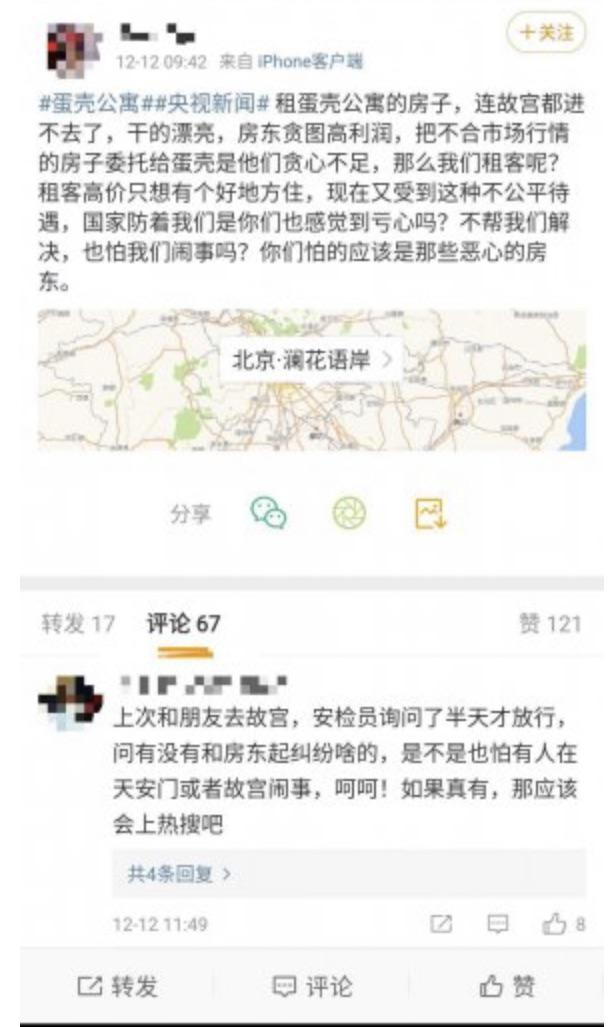 +关注
12-12 09:42 来自 iPhone客户端
#蛋壳公寓##央视新闻# 租蛋壳公寓的房子，连故宫都进
不去了，干的漂亮，房东贪图高利润，把不合市场行情
的房子委托给蛋壳是他们贪心不足，那么我们租客呢？
租客高价只想有个好地方住，现在又受到这种不公平待
遇，国家防着我们是你们也感觉到亏心吗？不帮我们解
决，也怕我们闹事吗？你们怕的应该是那些恶心的房
东。
北京·澜花语岸 >
分享
转发 17 评论 67 赞 121
上次和朋友去故宫，安检员询问了半天才放行，
问有没有和房东起纠纷啥的，是不是也怕有人在
天安门或者故宫闹事，呵呵！如果真有，那应该
会上热搜吧
共4条回复 >
12-12 11:49 8
转发 评论 赞